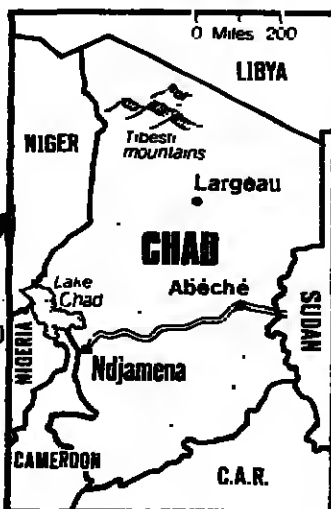 0 Miles 200
LIBYA
NIGER
Tibesti
mountains
Largeau
CHAD
Abéché
Lake
Chad
SUDAN
NIGERIA
Ndjamena
CAMEROON
C.A.R.